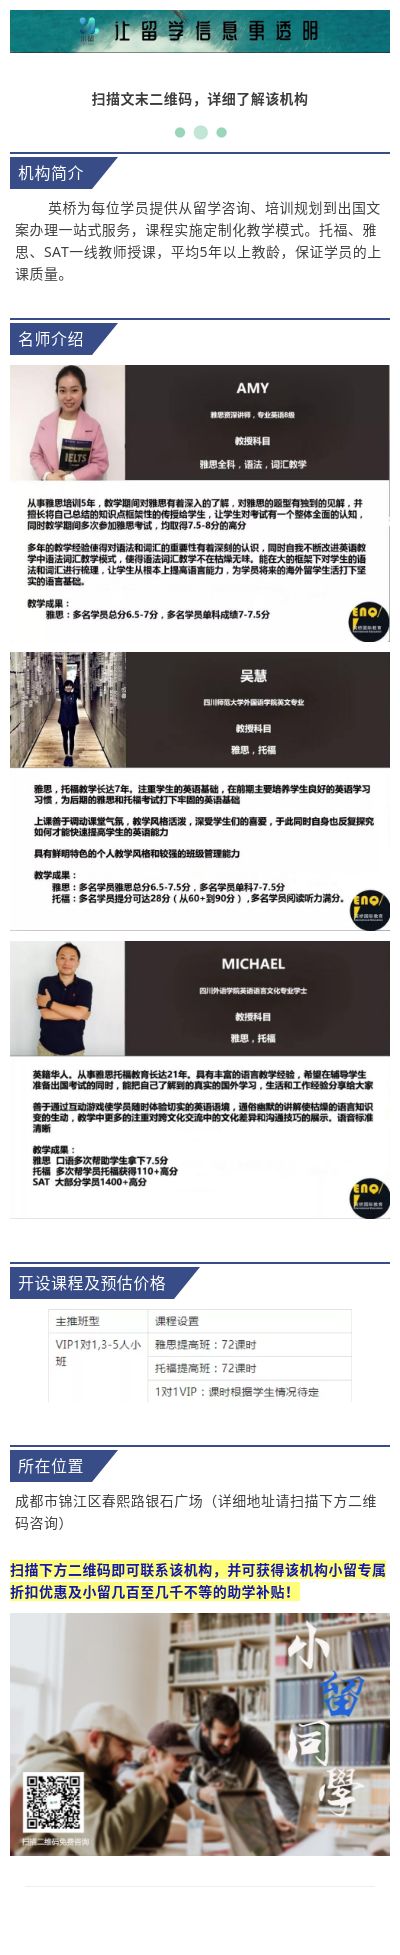 小留
让留学信息更透明
扫描文末二维码，详细了解该机构
机构简介
英桥为每位学员提供从留学咨询、培训规划到出国文
案办理一站式服务，课程实施定制化教学模式。托福、雅
思、SAT一线教师授课，平均5年以上教龄，保证学员的上
课质量。
名师介绍
AMY
雅思资深讲师，专业英语8级
教授科目
雅思全科，语法，词汇教学
IELTS
从事雅思培训5年，教学期间对雅思有着深入的了解，对雅思的题型有独到的见解，并
擅长将自己总结的知识点框架性的传授给学生，让学生对考试有一个整体全面的认知，
同时教学期间多次参加雅思考试，均取得7.5-8分的高分
多年的教学经验使得对语法和词汇的重要性有着深刻的认识，同时自我不断改进英语教
学中语法词汇教学模式，使得语法词汇教学不在枯燥无味。能在大的框架下对学生的语
法和词汇进行梳理，让学生从根本上提高语言能力，为学员将来的海外留学生活打下坚
实的语言基础。
教学成果：
雅思：多名学员总分6.5-7分，多名学员单科成绩7-7.5分
ENQ/
英桥国际教育
吴慧
四川师范大学外国语学院英文专业
教授科目
雅思，托福
雅思，托福教学长达7年。注重学生的英语基础，在前期主要培养学生良好的英语学习
习惯，为后期的雅思和托福考试打下牢固的英语基础
上课善于调动课堂气氛，教学风格活泼，深受学生们的喜爱，于此同时自身也反复探究
如何才能快速提高学生的英语能力
具有鲜明特色的个人教学风格和较强的班级管理能力
教学成果：
雅思：多名学员雅思总分6.5-7.5分，多名学员单科7-7.5分
托福：多名学员提分可达28分（从60+到90分），多名学员阅读听力满分。
ENQ/
英桥国际教育
MICHAEL
四川外语学院英语语言文化专业学士
教授科目
雅思，托福
英籍华人。从事雅思托福教育长达21年。具有丰富的语言教学经验，希望在辅导学生
准备出国考试的同时，能把自己了解到的真实的国外学习，生活和工作经验分享给大家
善于通过互动游戏使学员随时体验切实的英语语境，通俗幽默的讲解使枯燥的语言知识
变的生动，教学中更多的注重对跨文化交流中的文化差异和沟通技巧的展示。语音标准
清晰
教学成果：
雅思 口语多次帮助学生拿下7.5分
托福 多次帮学员托福获得110+高分
SAT 大部分学员1400+高分
ENQ/
英桥国际教育
开设课程及预估价格
主推班型 课程设置
VIP1对1,3-5人小
班
雅思提高班：72课时
托福提高班：72课时
1对1VIP：课时根据学生情况待定
所在位置
成都市锦江区春熙路银石广场（详细地址请扫描下方二维
码咨询）
扫描下方二维码即可联系该机构，并可获得该机构小留专属
折扣优惠及小留几百至几千不等的助学补贴！
小
留
同
學
扫描二维码免费咨询